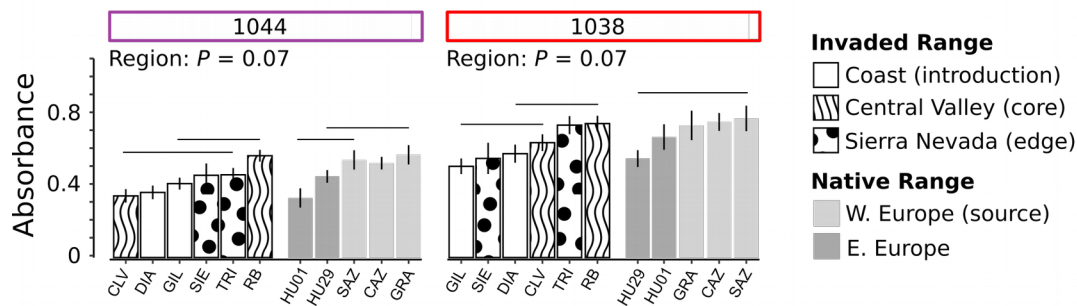 1044
1038
Region: P = 0.07
Region: P = 0.07
Absorbance
0.8
0.4
0
CLV
DIA
GIL
SIE
TRI
RB
HU01
HU29
SAZ
CAZ
GRA
GIL
SIE
DIA
CLV
TRI
RB
HU29
HU01
GRA
CAZ
SAZ
Invaded Range
Coast (introduction)
Central Valley (core)
Sierra Nevada (edge)
Native Range
W. Europe (source)
E. Europe